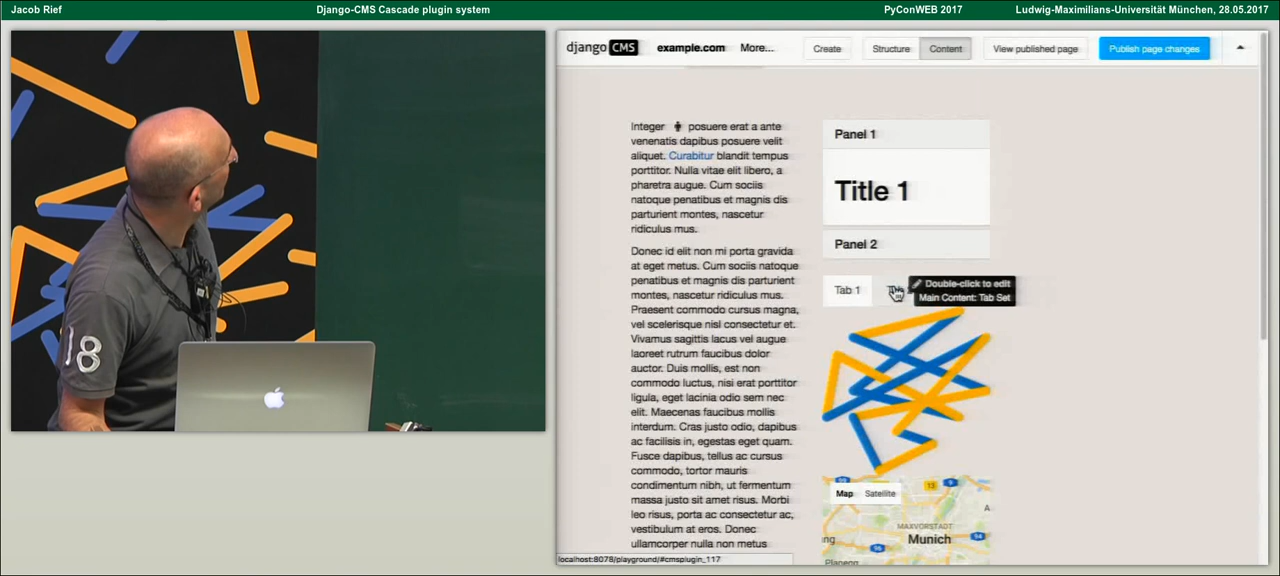 Jacob Rief
Django-CMS Cascade plugin system
PyConWEB 2017
Ludwig-Maximilians-Universität München, 28.05.2017
18
django CMS
example.com
More...
Create
Structure
Content
View published page
Publish page changes
Integer posuere erat a ante
venenatis dapibus posuere velit
aliquet. Curabitur blandit tempus
porttitor. Nulla vitae elit libero, a
pharetra augue. Cum sociis
natoque penatibus et magnis dis
parturient montes, nascetur
ridiculus mus.
Donec id elit non mi porta gravida
at eget metus. Cum sociis natoque
penatibus et magnis dis parturient
montes, nascetur ridiculus mus.
Praesent commodo cursus magna,
vel scelerisque nisl consectetur et.
Vivamus sagittis lacus vel augue
laoreet rutrum faucibus dolor
auctor. Duis mollis, est non
commodo luctus, nisi erat porttitor
ligula, eget lacinia odio sem nec
elit. Maecenas faucibus mollis
interdum. Cras justo odio, dapibus
ac facilisis in, egestas eget quam.
Fusce dapibus, tellus ac cursus
commodo, tortor mauris
condimentum nibh, ut fermentum
massa justo sit amet risus. Morbi
leo risus, porta ac consectetur ac,
vestibulum at eros. Donec
ullamcorper nulla non metus
Panel 1
Title 1
Panel 2
Tab 1
Double-click to edit
Main Content: Tab Set
Map
Satellite
99
13
9
A
MAXVORSTADT
ng
Munich
96
94
Planegg
localhost:8078/playground/#cmsplugin_117